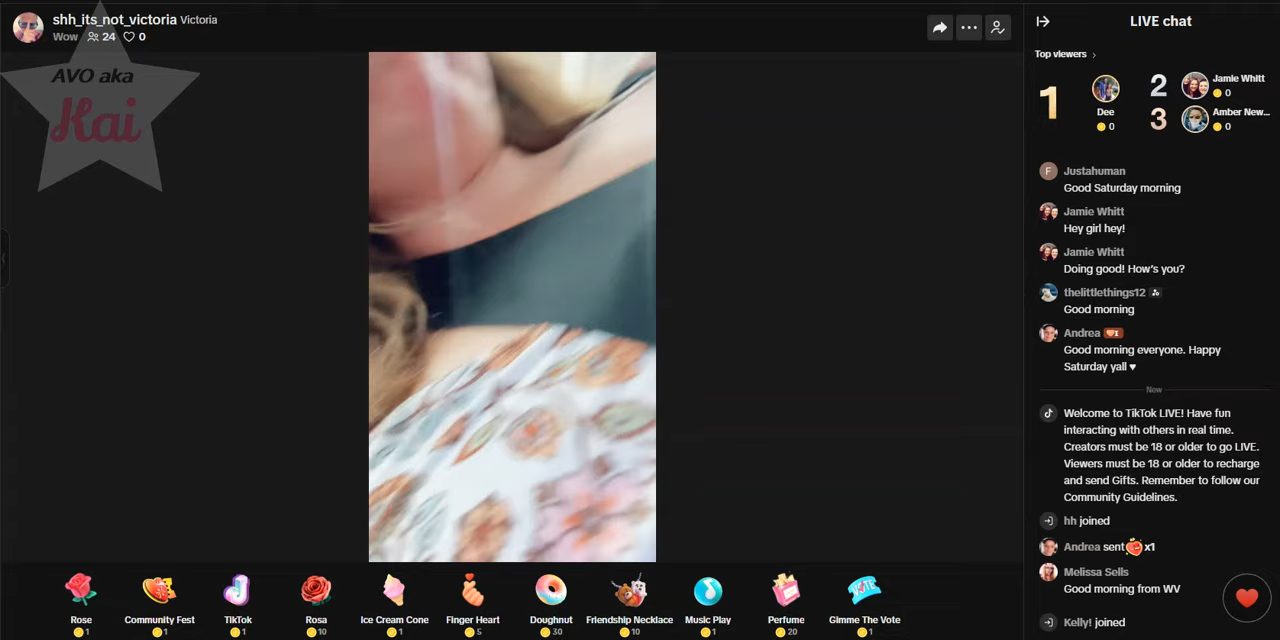 shh_its_not_victoria Victoria
Wow 24 0
AVO aka
Kai
LIVE chat
Top viewers
1
Dee
0
2
Jamie Whitt
0
3
Amber New...
0
F
Justahuman
Good Saturday morning
Jamie Whitt
Hey girl hey!
Jamie Whitt
Doing good! How's you?
thelittlethings12
Good morning
Andrea I
Good morning everyone. Happy
Saturday yall ♥
New
Welcome to TikTok LIVE! Have fun
interacting with others in real time.
Creators must be 18 or older to go LIVE.
Viewers must be 18 or older to recharge
and send Gifts. Remember to follow our
Community Guidelines.
hh joined
Andrea sent x1
Melissa Sells
Good morning from WV
Kelly! joined
VOTE
Rose Community Fest TikTok Rosa Ice Cream Cone Finger Heart Doughnut Friendship Necklace Music Play Perfume Gimme The Vote
1 1 1 10 1 5 30 10 1 20 1